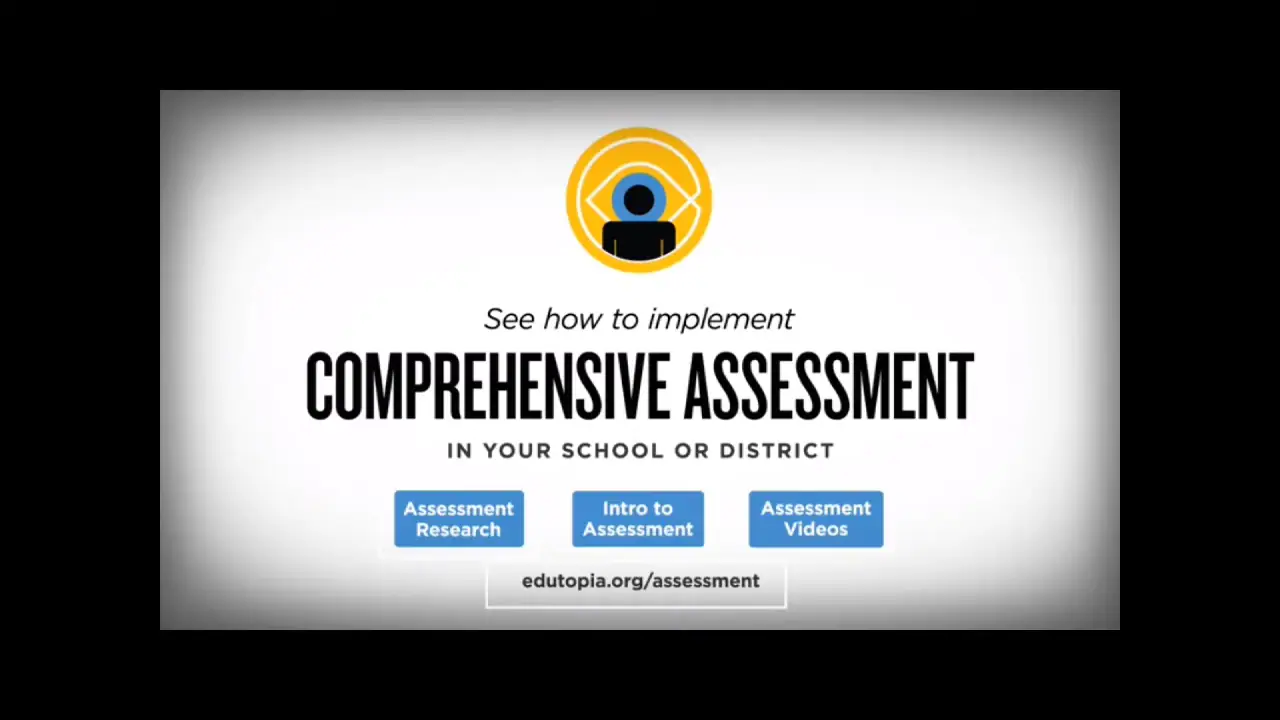 See how to implement
COMPREHENSIVE ASSESSMENT
IN YOUR SCHOOL OR DISTRICT
Assessment
Research
Intro to
Assessment
Assessment
Videos
edutopia.org/assessment